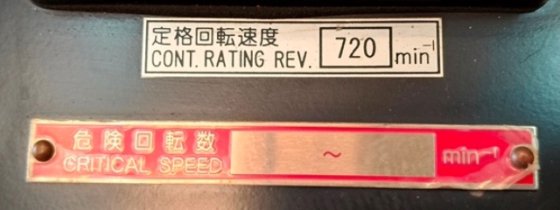 定格回転速度
CONT. RATING REV. 720 min⁻¹
危険回転数
CRITICAL SPEED ~ min⁻¹